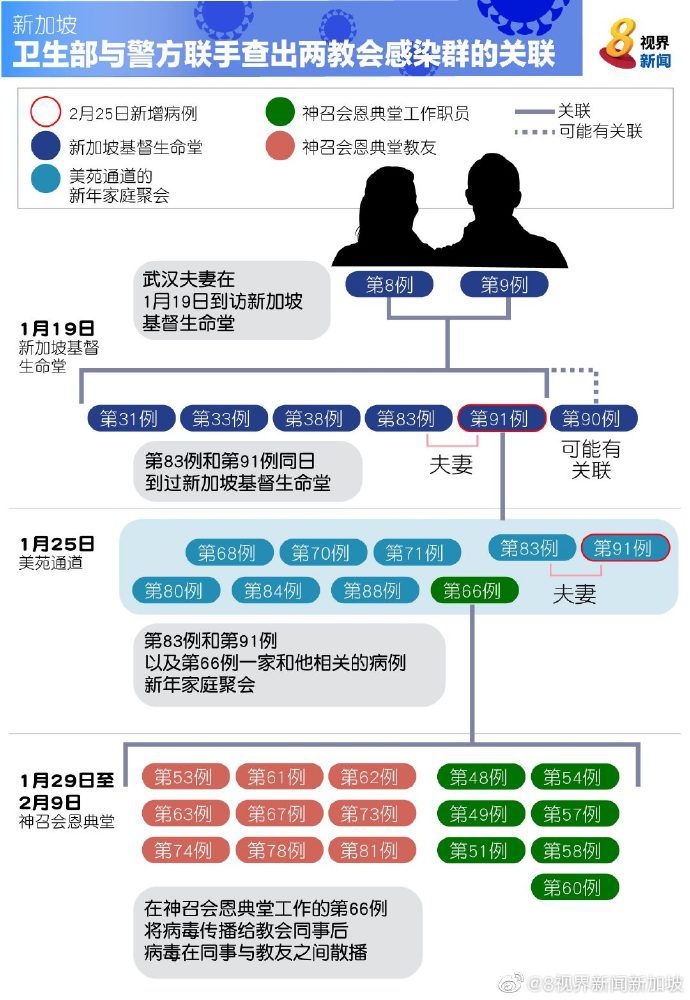 新加坡
卫生部与警方联手查出两教会感染群的关联
8视界新闻
2月25日新增病例
神召会恩典堂工作职员
关联
新加坡基督生命堂
神召会恩典堂教友
可能有关联
美苑通道的
新年家庭聚会
武汉夫妻在
1月19日到访新加坡
基督生命堂
第8例
第9例
1月19日
新加坡基督
生命堂
第31例
第33例
第38例
第83例
第91例
第90例
夫妻
可能有
关联
第83例和第91例同日
到过新加坡基督生命堂
1月25日
美苑通道
第68例
第70例
第71例
第83例
第91例
第80例
第84例
第88例
第66例
夫妻
第83例和第91例
以及第66例一家和他相关的病例
新年家庭聚会
1月29日至
2月9日
神召会恩典堂
第53例
第61例
第62例
第48例
第54例
第63例
第67例
第73例
第49例
第57例
第74例
第78例
第81例
第51例
第58例
第60例
在神召会恩典堂工作的第66例
将病毒传播给教会同事后
病毒在同事与教友之间散播
@8视界新闻新加坡